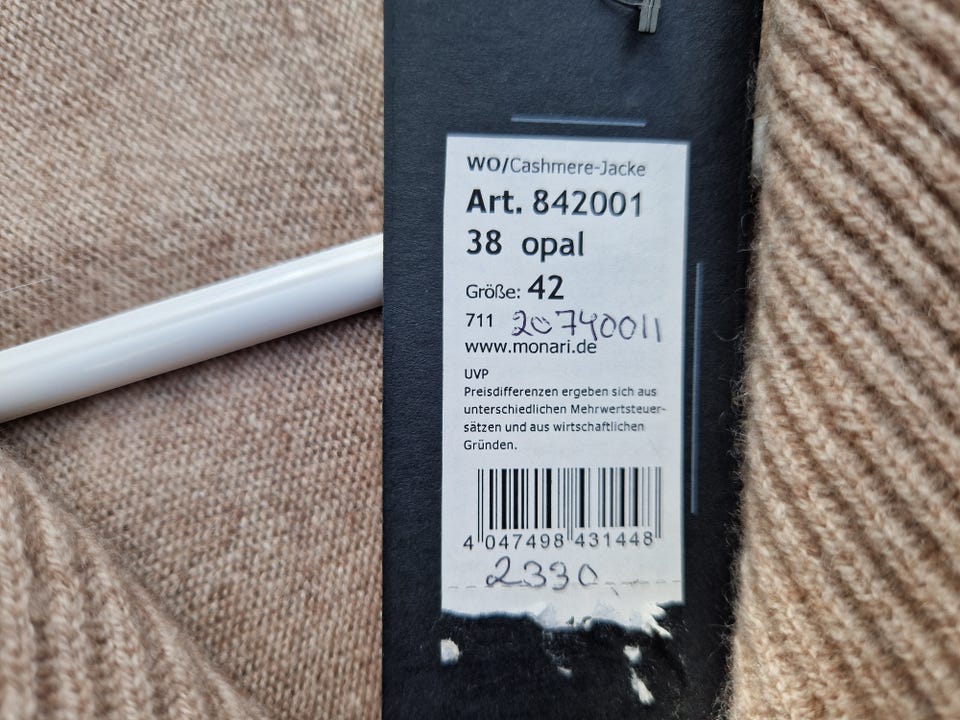 WO/Cashmere-Jacke
Art. 842001
38 opal
Größe: 42
711 20740011
www.monari.de
UVP
Preisdifferenzen ergeben sich aus
unterschiedlichen Mehrwertsteuer-
sätzen und aus wirtschaftlichen
Gründen.
4 047498 431448
2330,-